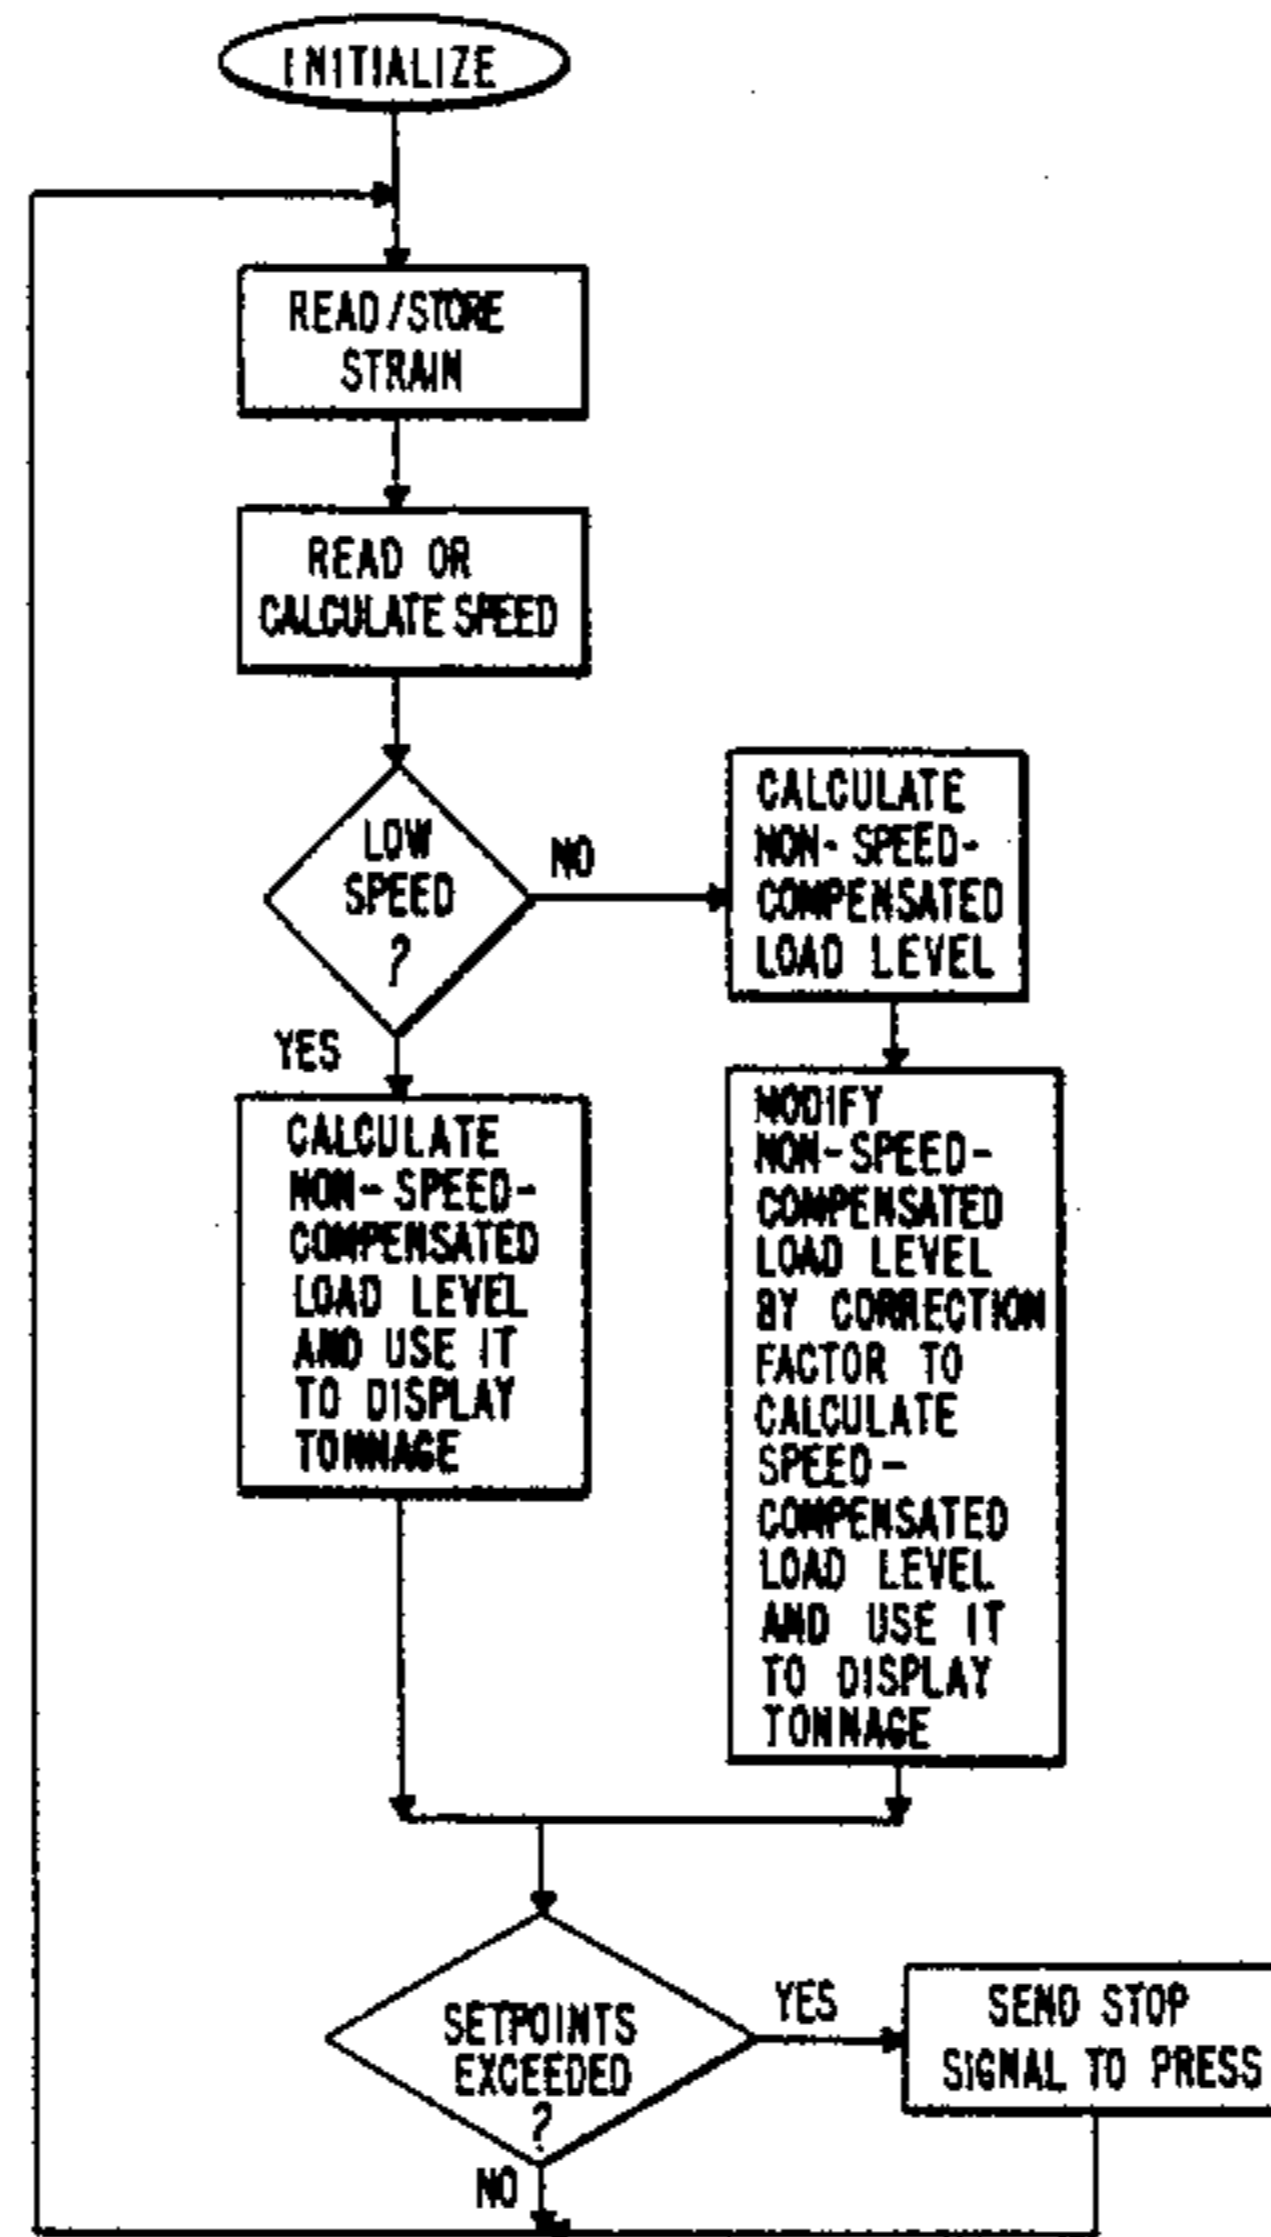 INITIALIZE
READ/STORE
STRAIN
READ OR
CALCULATE SPEED
LOW
SPEED
?
NO
YES
CALCULATE
NON-SPEED-
COMPENSATED
LOAD LEVEL
MODIFY
NON-SPEED-
COMPENSATED
LOAD LEVEL
BY CORRECTION
FACTOR TO
CALCULATE
SPEED-
COMPENSATED
LOAD LEVEL
AND USE IT
TO DISPLAY
TONNAGE
CALCULATE
NON-SPEED-
COMPENSATED
LOAD LEVEL
AND USE IT
TO DISPLAY
TONNAGE
SETPOINTS
EXCEEDED
?
YES
NO
SEND STOP
SIGNAL TO PRESS